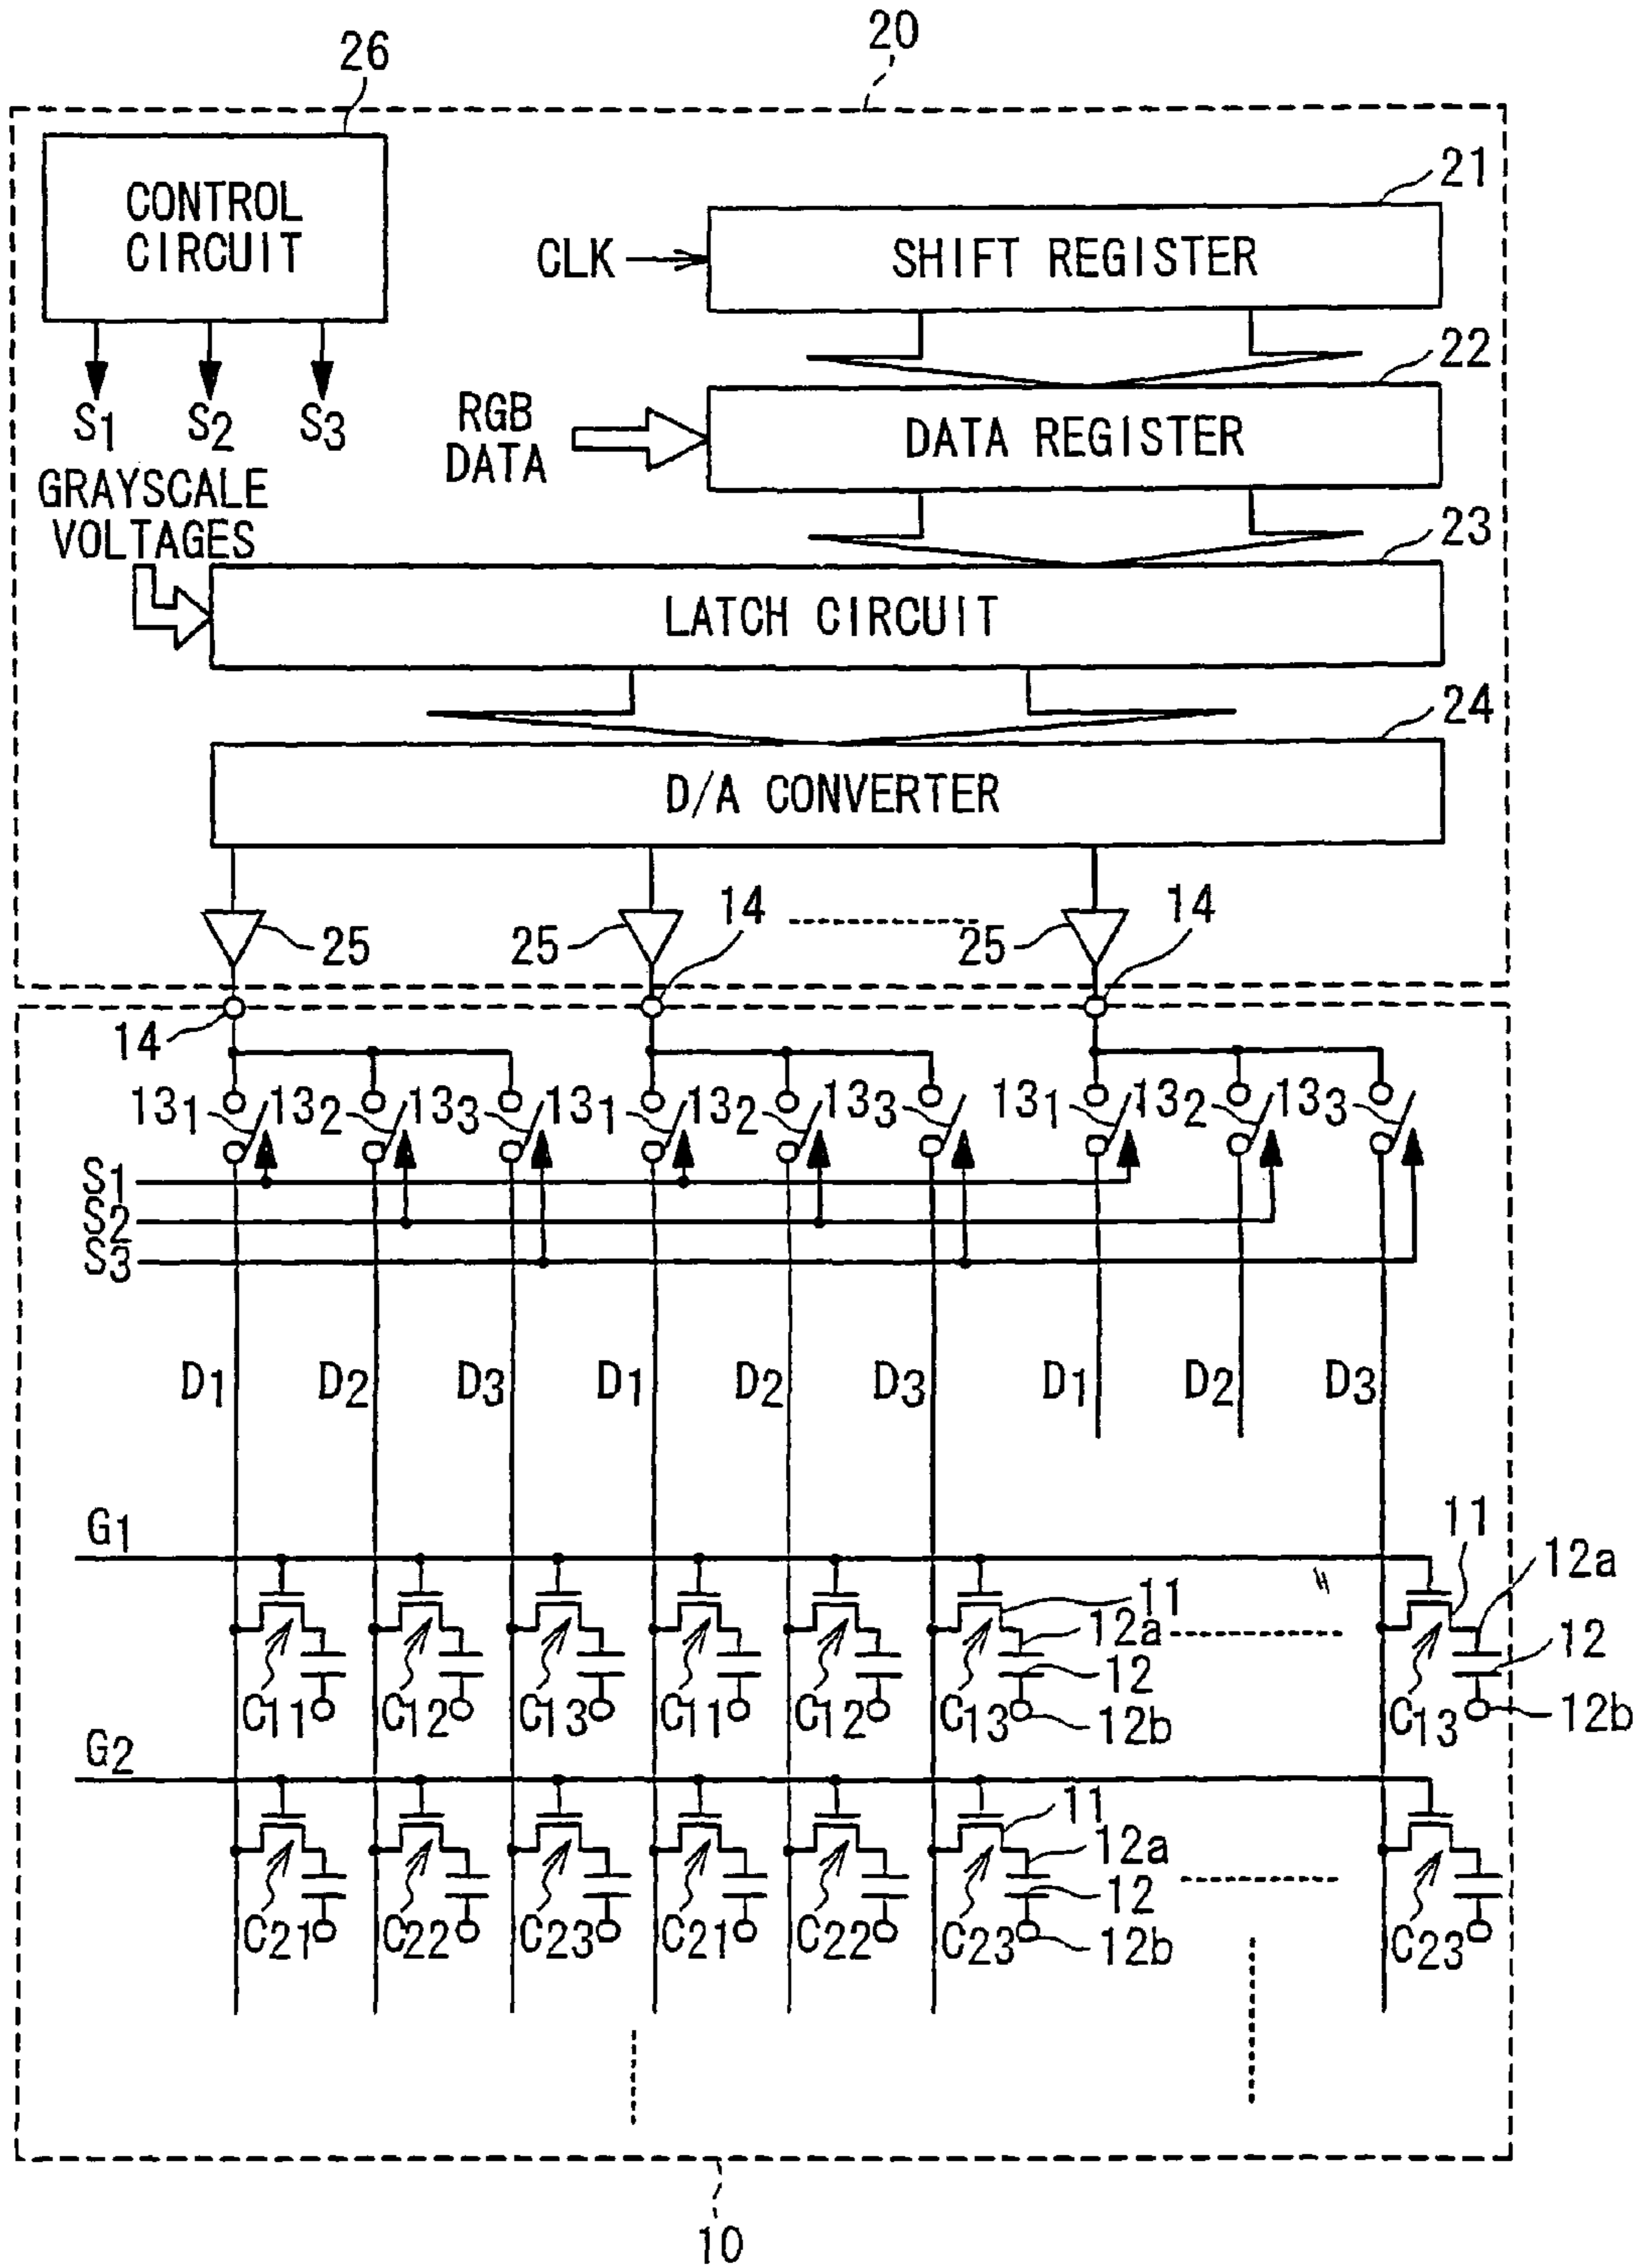 20
26
CONTROL
CIRCUIT
21
CLK
SHIFT REGISTER
S1 S2 S3
22
RGB
DATA
DATA REGISTER
GRAYSCALE
VOLTAGES
23
LATCH CIRCUIT
24
D/A CONVERTER
25 25 14 25 14
14
131 132 133 131 132 133 131 132 133
S1
S2
S3
D1 D2 D3 D1 D2 D3 D1 D2 D3
G1
11 12a 12 12b 11 12a 12 12b
C11 C12 C13 C11 C12 C13 C13
G2
11 12a 12 12b
C21 C22 C23 C21 C22 C23 C23
10